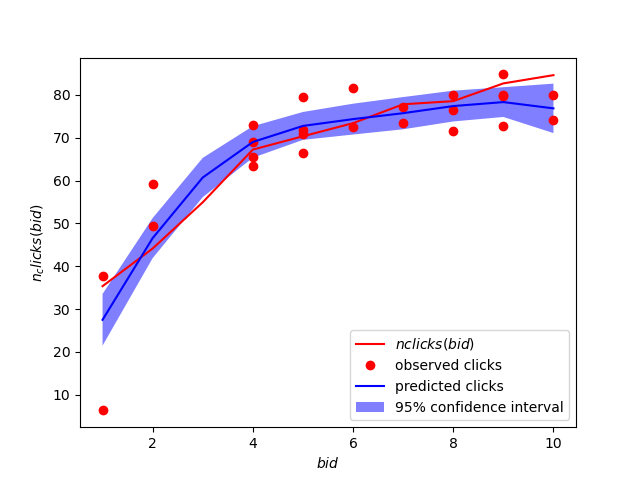 80
70
60
50
40
30
20
10
n_clicks(bid)
nclicks(bid)
observed clicks
predicted clicks
95% confidence interval
2
4
6
8
10
bid